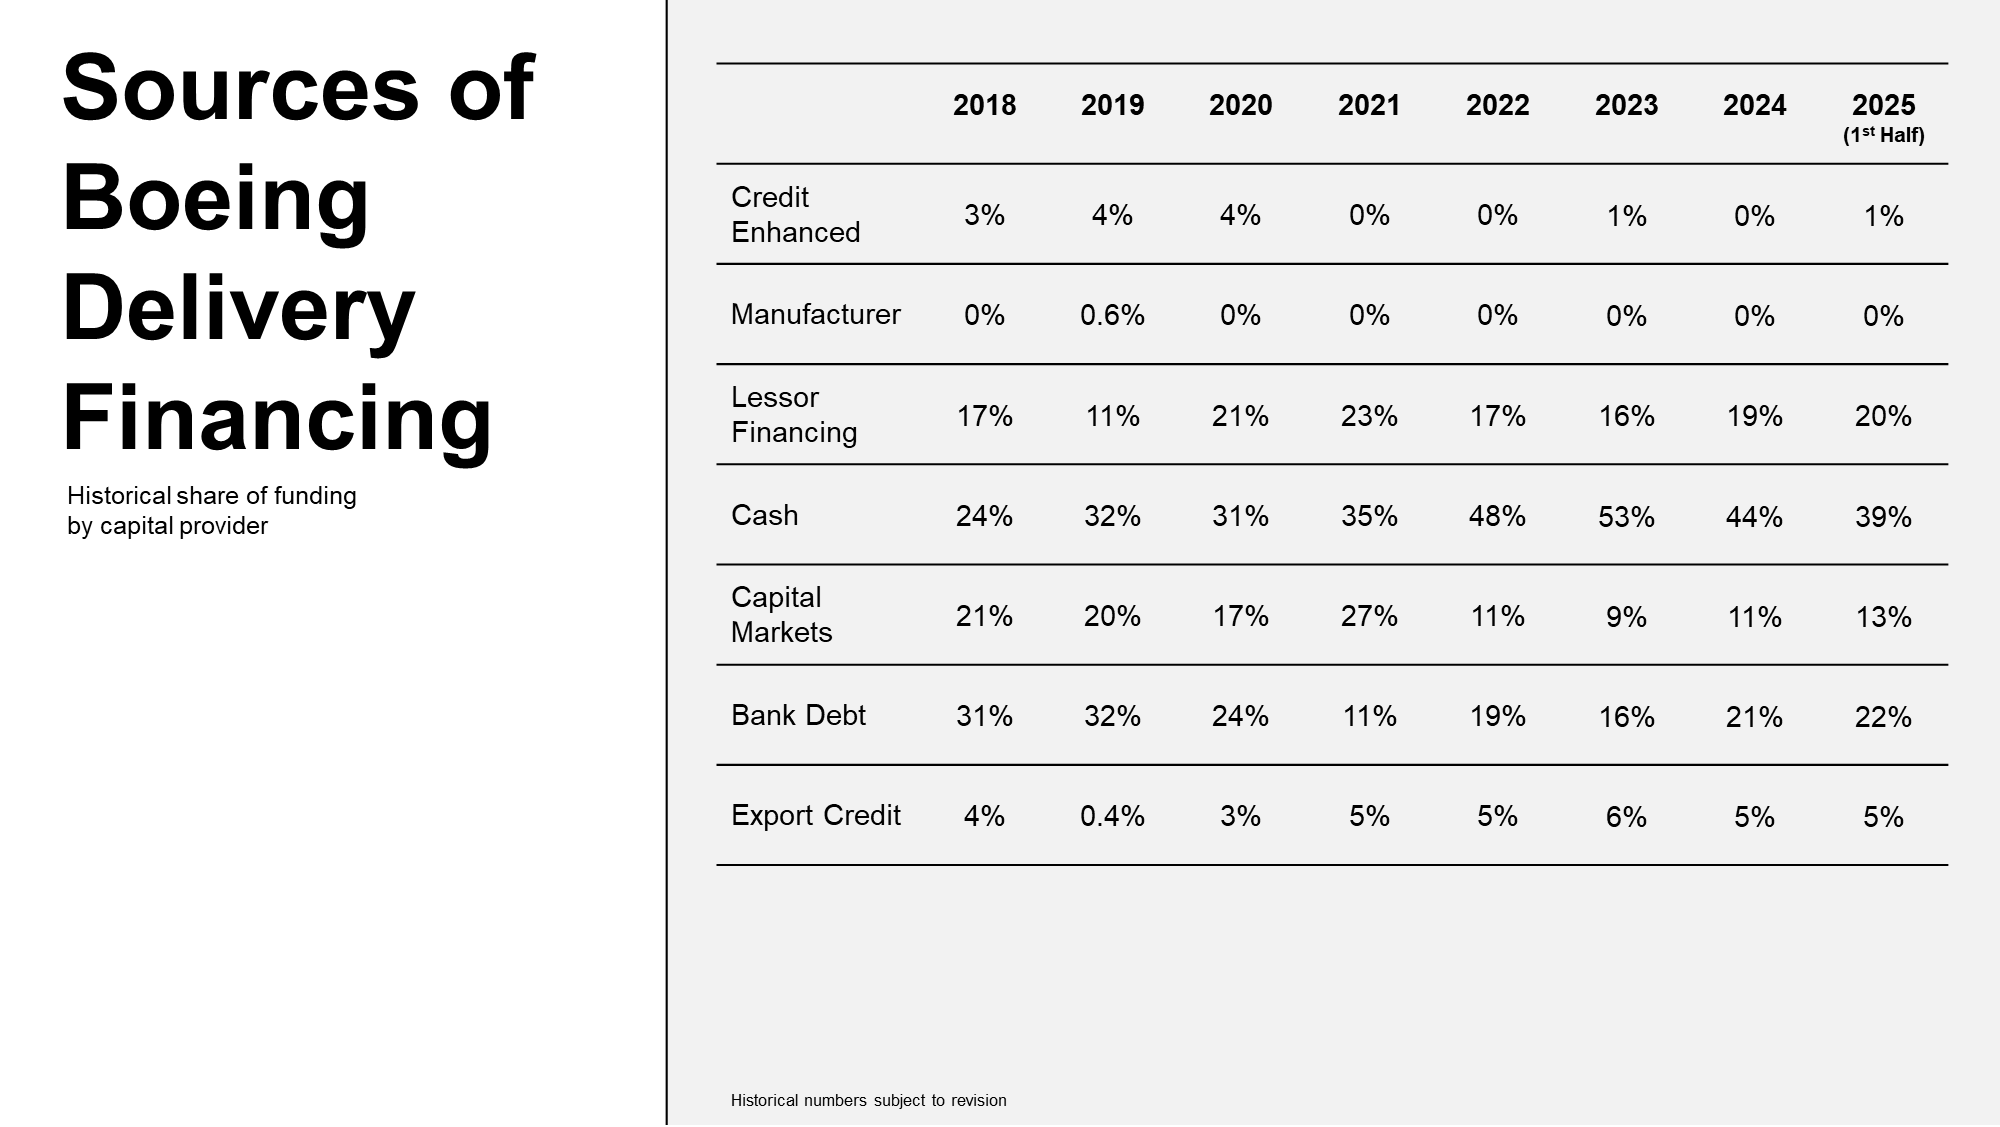 Sources of
Boeing
Delivery
Financing
Historical share of funding
by capital provider
2018 2019 2020 2021 2022 2023 2024 2025
(1st Half)
Credit
Enhanced 3% 4% 4% 0% 0% 1% 0% 1%
Manufacturer 0% 0.6% 0% 0% 0% 0% 0% 0%
Lessor
Financing 17% 11% 21% 23% 17% 16% 19% 20%
Cash 24% 32% 31% 35% 48% 53% 44% 39%
Capital
Markets 21% 20% 17% 27% 11% 9% 11% 13%
Bank Debt 31% 32% 24% 11% 19% 16% 21% 22%
Export Credit 4% 0.4% 3% 5% 5% 6% 5% 5%
Historical numbers subject to revision